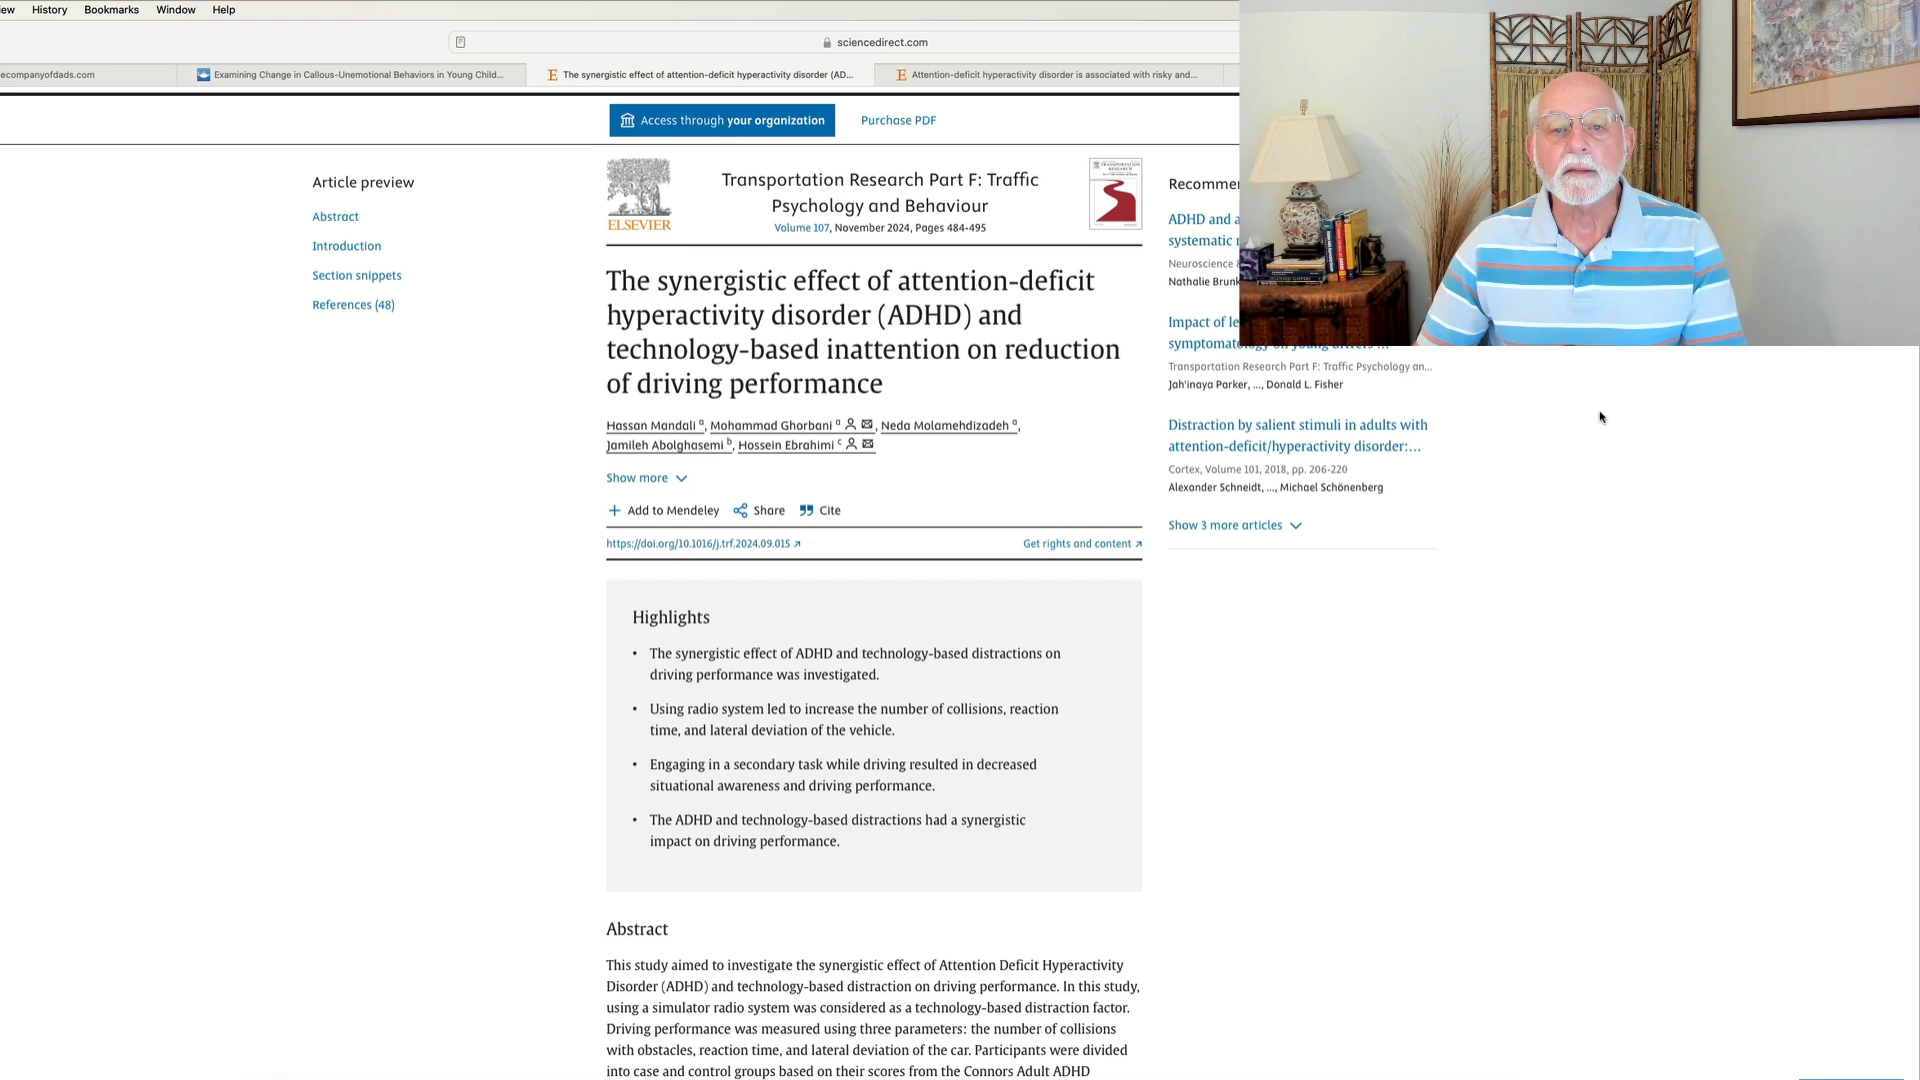 History Bookmarks Window Help
sciencedirect.com
ecompanyofdads.com
Examining Change in Callous-Unemotional Behaviors in Young Child...
The synergistic effect of attention-deficit hyperactivity disorder (AD...
Attention-deficit hyperactivity disorder is associated with risky and...
Access through your organization
Purchase PDF
Article preview
Abstract
Introduction
Section snippets
References (48)
ELSEVIER
Transportation Research Part F: Traffic
Psychology and Behaviour
Volume 107, November 2024, Pages 484-495
The synergistic effect of attention-deficit
hyperactivity disorder (ADHD) and
technology-based inattention on reduction
of driving performance
Hassan Mandali a, Mohammad Ghorbani a, Neda Molamehdizadeh a,
Jamileh Abolghasemi b, Hossein Ebrahimi c
Show more
Add to Mendeley Share Cite
https://doi.org/10.1016/j.trf.2024.09.015
Get rights and content
Highlights
• The synergistic effect of ADHD and technology-based distractions on
driving performance was investigated.
• Using radio system led to increase the number of collisions, reaction
time, and lateral deviation of the vehicle.
• Engaging in a secondary task while driving resulted in decreased
situational awareness and driving performance.
• The ADHD and technology-based distractions had a synergistic
impact on driving performance.
Abstract
This study aimed to investigate the synergistic effect of Attention Deficit Hyperactivity
Disorder (ADHD) and technology-based distraction on driving performance. In this study,
using a simulator radio system was considered as a technology-based distraction factor.
Driving performance was measured using three parameters: the number of collisions
with obstacles, reaction time, and lateral deviation of the car. Participants were divided
into case and control groups based on their scores from the Connors Adult ADHD
Recommen
ADHD and a
systematic
Neuroscience &
Nathalie Brunk
Impact of le
symptomatology on young drivers'...
Transportation Research Part F: Traffic Psychology an...
Jah'inaya Parker, ..., Donald L. Fisher
Distraction by salient stimuli in adults with
attention-deficit/hyperactivity disorder:...
Cortex, Volume 101, 2018, pp. 206-220
Alexander Schneidt, ..., Michael Schönenberg
Show 3 more articles